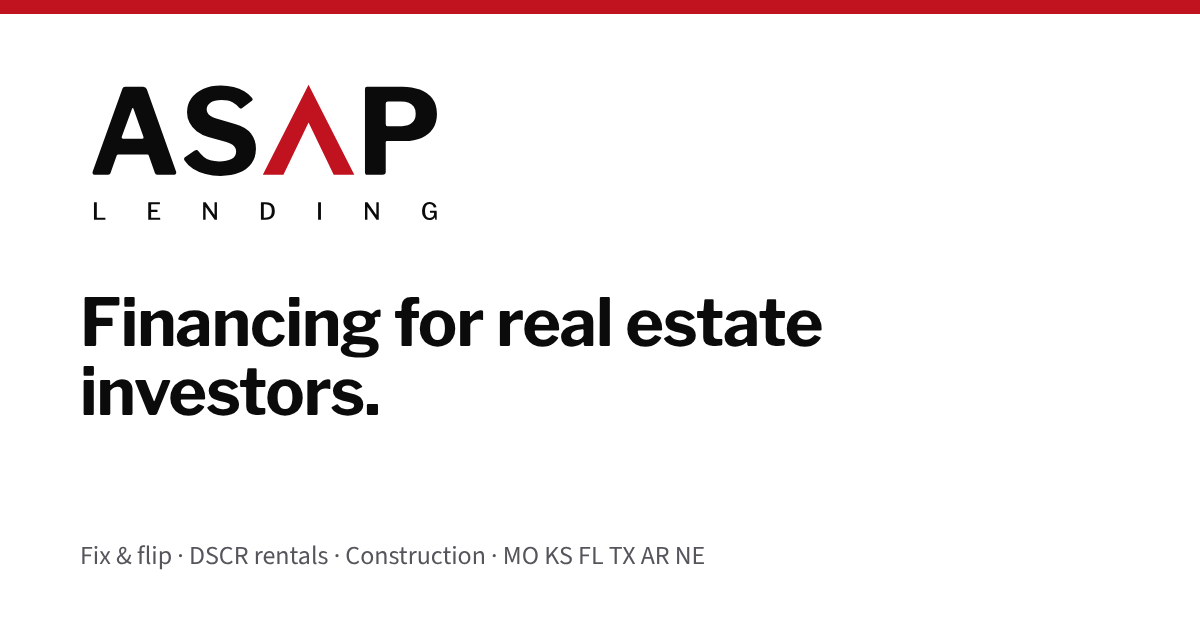 ASAP
LENDING
Financing for real estate
investors.
Fix & flip · DSCR rentals · Construction · MO KS FL TX AR NE